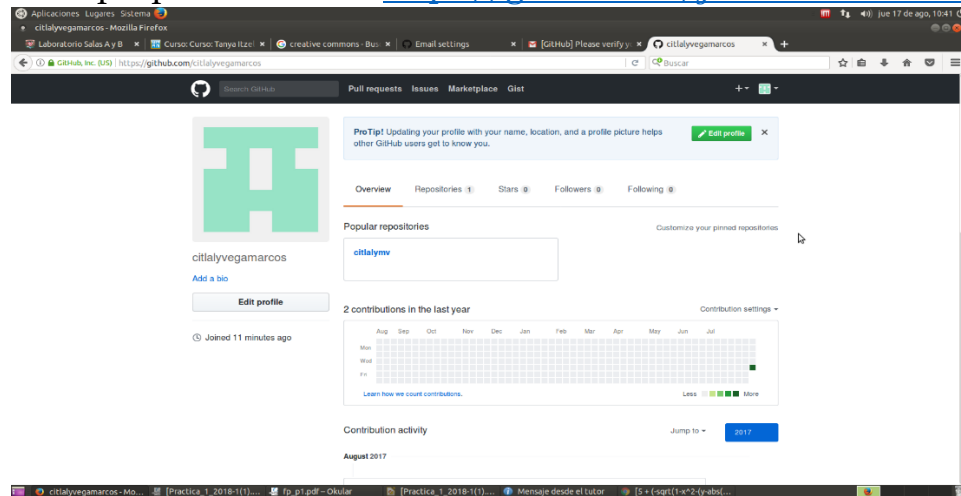 Aplicaciones Lugares Sistema jue 17 de ago, 10:41
citlalyvegamarcos - Mozilla Firefox
Laboratorio Salas A y B Curso: Curso: Tanya Itzel creative commons - Bus Email settings [GitHub] Please verify y citlalyvegamarcos
GitHub, Inc. (US) https://github.com/citlalyvegamarcos Buscar
Search GitHub Pull requests Issues Marketplace Gist
ProTip! Updating your profile with your name, location, and a profile picture helps
other GitHub users get to know you.
Edit profile
Overview Repositories 1 Stars 0 Followers 0 Following 0
Popular repositories Customize your pinned repositories
citlalymv
citlalyvegamarcos
Add a bio
Edit profile
Joined 11 minutes ago
2 contributions in the last year Contribution settings
Aug Sep Oct Nov Dec Jan Feb Mar Apr May Jun Jul
Mon
Wed
Fri
Learn how we count contributions. Less More
Contribution activity Jump to 2017
August 2017
citlalyvegamarcos - Mo... [Practica_1_2018-1(1).... fp_p1.pdf – Okular [Practica_1_2018-1(1).... Mensaje desde el tutor [5 + (-sqrt(1-x^2-(y-abs(...